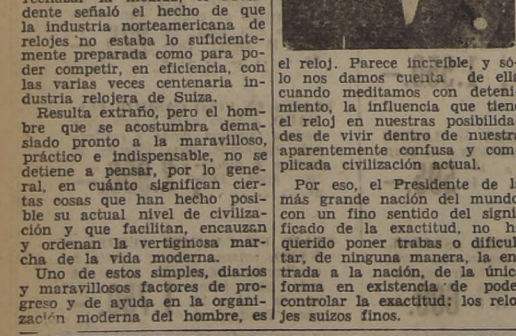 dente señaló el hecho de que
la industria norteamericana de
relojes no estaba lo suficiente-
mente preparada como para po-
der competir, en eficiencia, con
las varias veces centenaria in-
dustria relojera de Suiza.
Resulta extraño, pero el hom-
bre que se acostumbra dema-
siado pronto a la maravilloso,
práctico e indispensable, no se
detiene a pensar, por lo gene-
ral, en cuánto significan cier-
tas cosas que han hecho posi-
ble su actual nivel de civiliza-
ción y que facilitan, encauzan
y ordenan la vertiginosa mar-
cha de la vida moderna.
Uno de estos simples, diarios
y maravillosos factores de pro-
greso y de ayuda en la organi-
zación moderna del hombre, es
el reloj. Parece increíble, y só-
lo nos damos cuenta de ell
cuando meditamos con deteni
miento, la influencia que tien
el reloj en nuestras posibilida
des de vivir dentro de nuestr
aparentemente confusa y com
plicada civilización actual.
Por eso, el Presidente de l
más grande nación del mundo
con un fino sentido del signi
ficado de la exactitud, no h
querido poner trabas o dificul
tar, de ninguna manera, la en
trada a la nación, de la únic
forma en existencia de pode
controlar la exactitud: los relo
jes suizos finos.